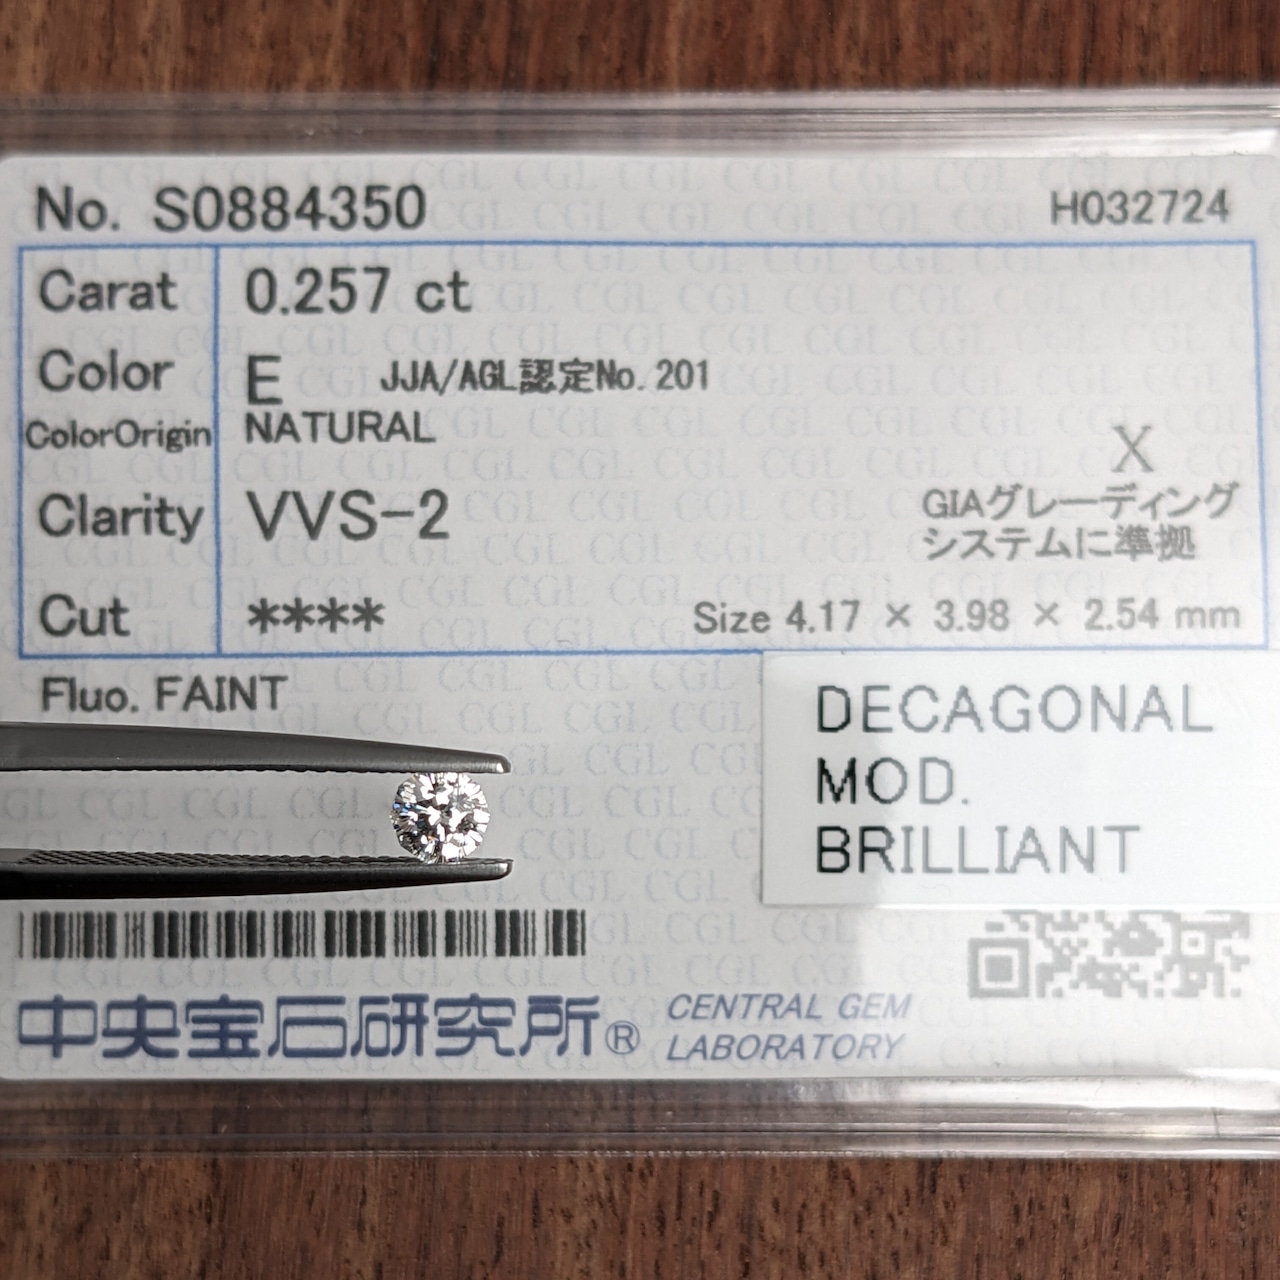 No. S0884350 H032724
Carat 0.257 ct
Color E JJA/AGL認定No.201
ColorOrigin NATURAL
X
Clarity VVS-2 GIAグレーディング
システムに準拠
Cut **** Size 4.17 × 3.98 × 2.54 mm
Fluo. FAINT
DECAGONAL
MOD.
BRILLIANT
中央宝石研究所® CENTRAL GEM
LABORATORY